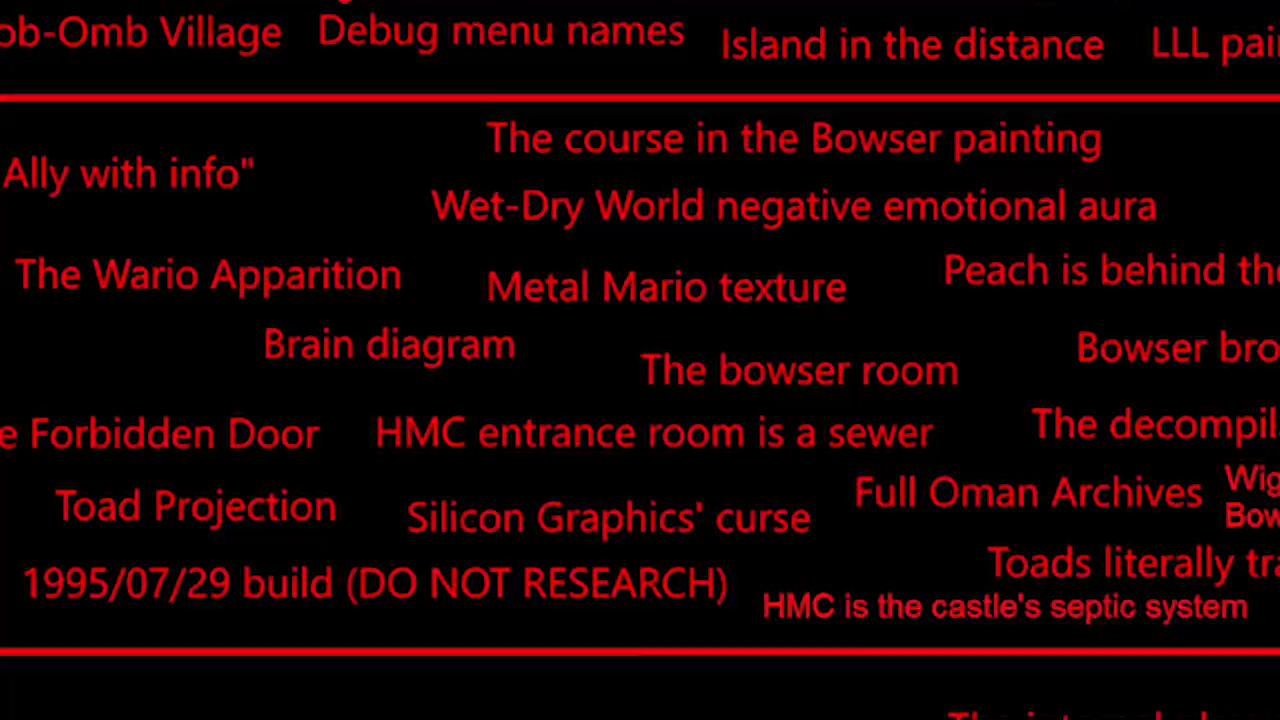 ob-Omb Village
Debug menu names
Island in the distance
LLL pai
The course in the Bowser painting
Ally with info"
Wet-Dry World negative emotional aura
The Wario Apparition
Metal Mario texture
Peach is behind the
Brain diagram
The bowser room
Bowser bro
e Forbidden Door
HMC entrance room is a sewer
The decompil
Toad Projection
Silicon Graphics' curse
Full Oman Archives
Wig
Bow
1995/07/29 build (DO NOT RESEARCH)
Toads literally tra
HMC is the castle's septic system